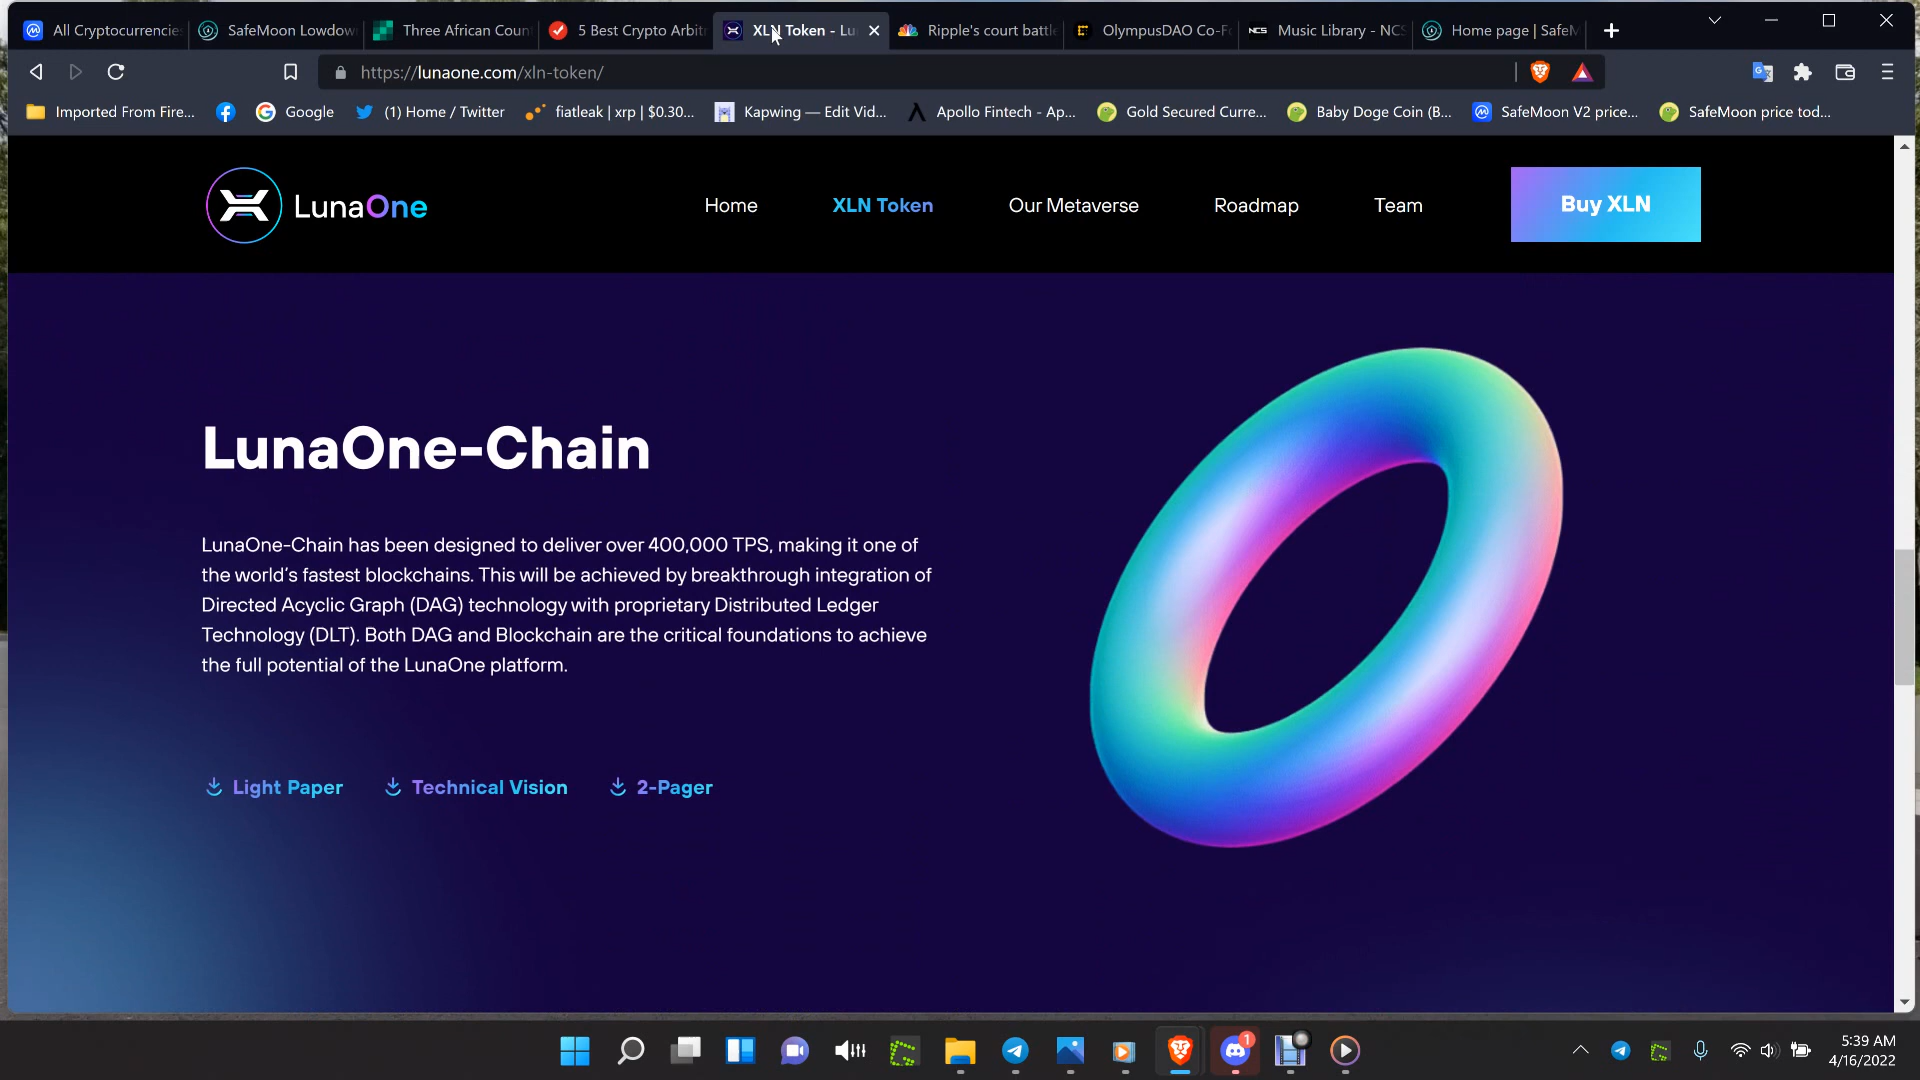 All Cryptocurrencie
SafeMoon Lowdow
Three African Coun
5 Best Crypto Arbit
XLN Token - Lu
Ripple's court battl
OlympusDAO Co-F
NCS
Music Library - NC
Home page | SafeM
https://lunaone.com/xln-token/
Imported From Fire...
Google
(1) Home / Twitter
fiatleak | xrp | $0.30...
Kapwing — Edit Vid...
Apollo Fintech - Ap...
Gold Secured Curre...
Baby Doge Coin (B...
SafeMoon V2 price...
SafeMoon price tod...
LunaOne
Home
XLN Token
Our Metaverse
Roadmap
Team
Buy XLN
LunaOne-Chain
LunaOne-Chain has been designed to deliver over 400,000 TPS, making it one of
the world's fastest blockchains. This will be achieved by breakthrough integration of
Directed Acyclic Graph (DAG) technology with proprietary Distributed Ledger
Technology (DLT). Both DAG and Blockchain are the critical foundations to achieve
the full potential of the LunaOne platform.
Light Paper
Technical Vision
2-Pager
1
5:39 AM
4/16/2022